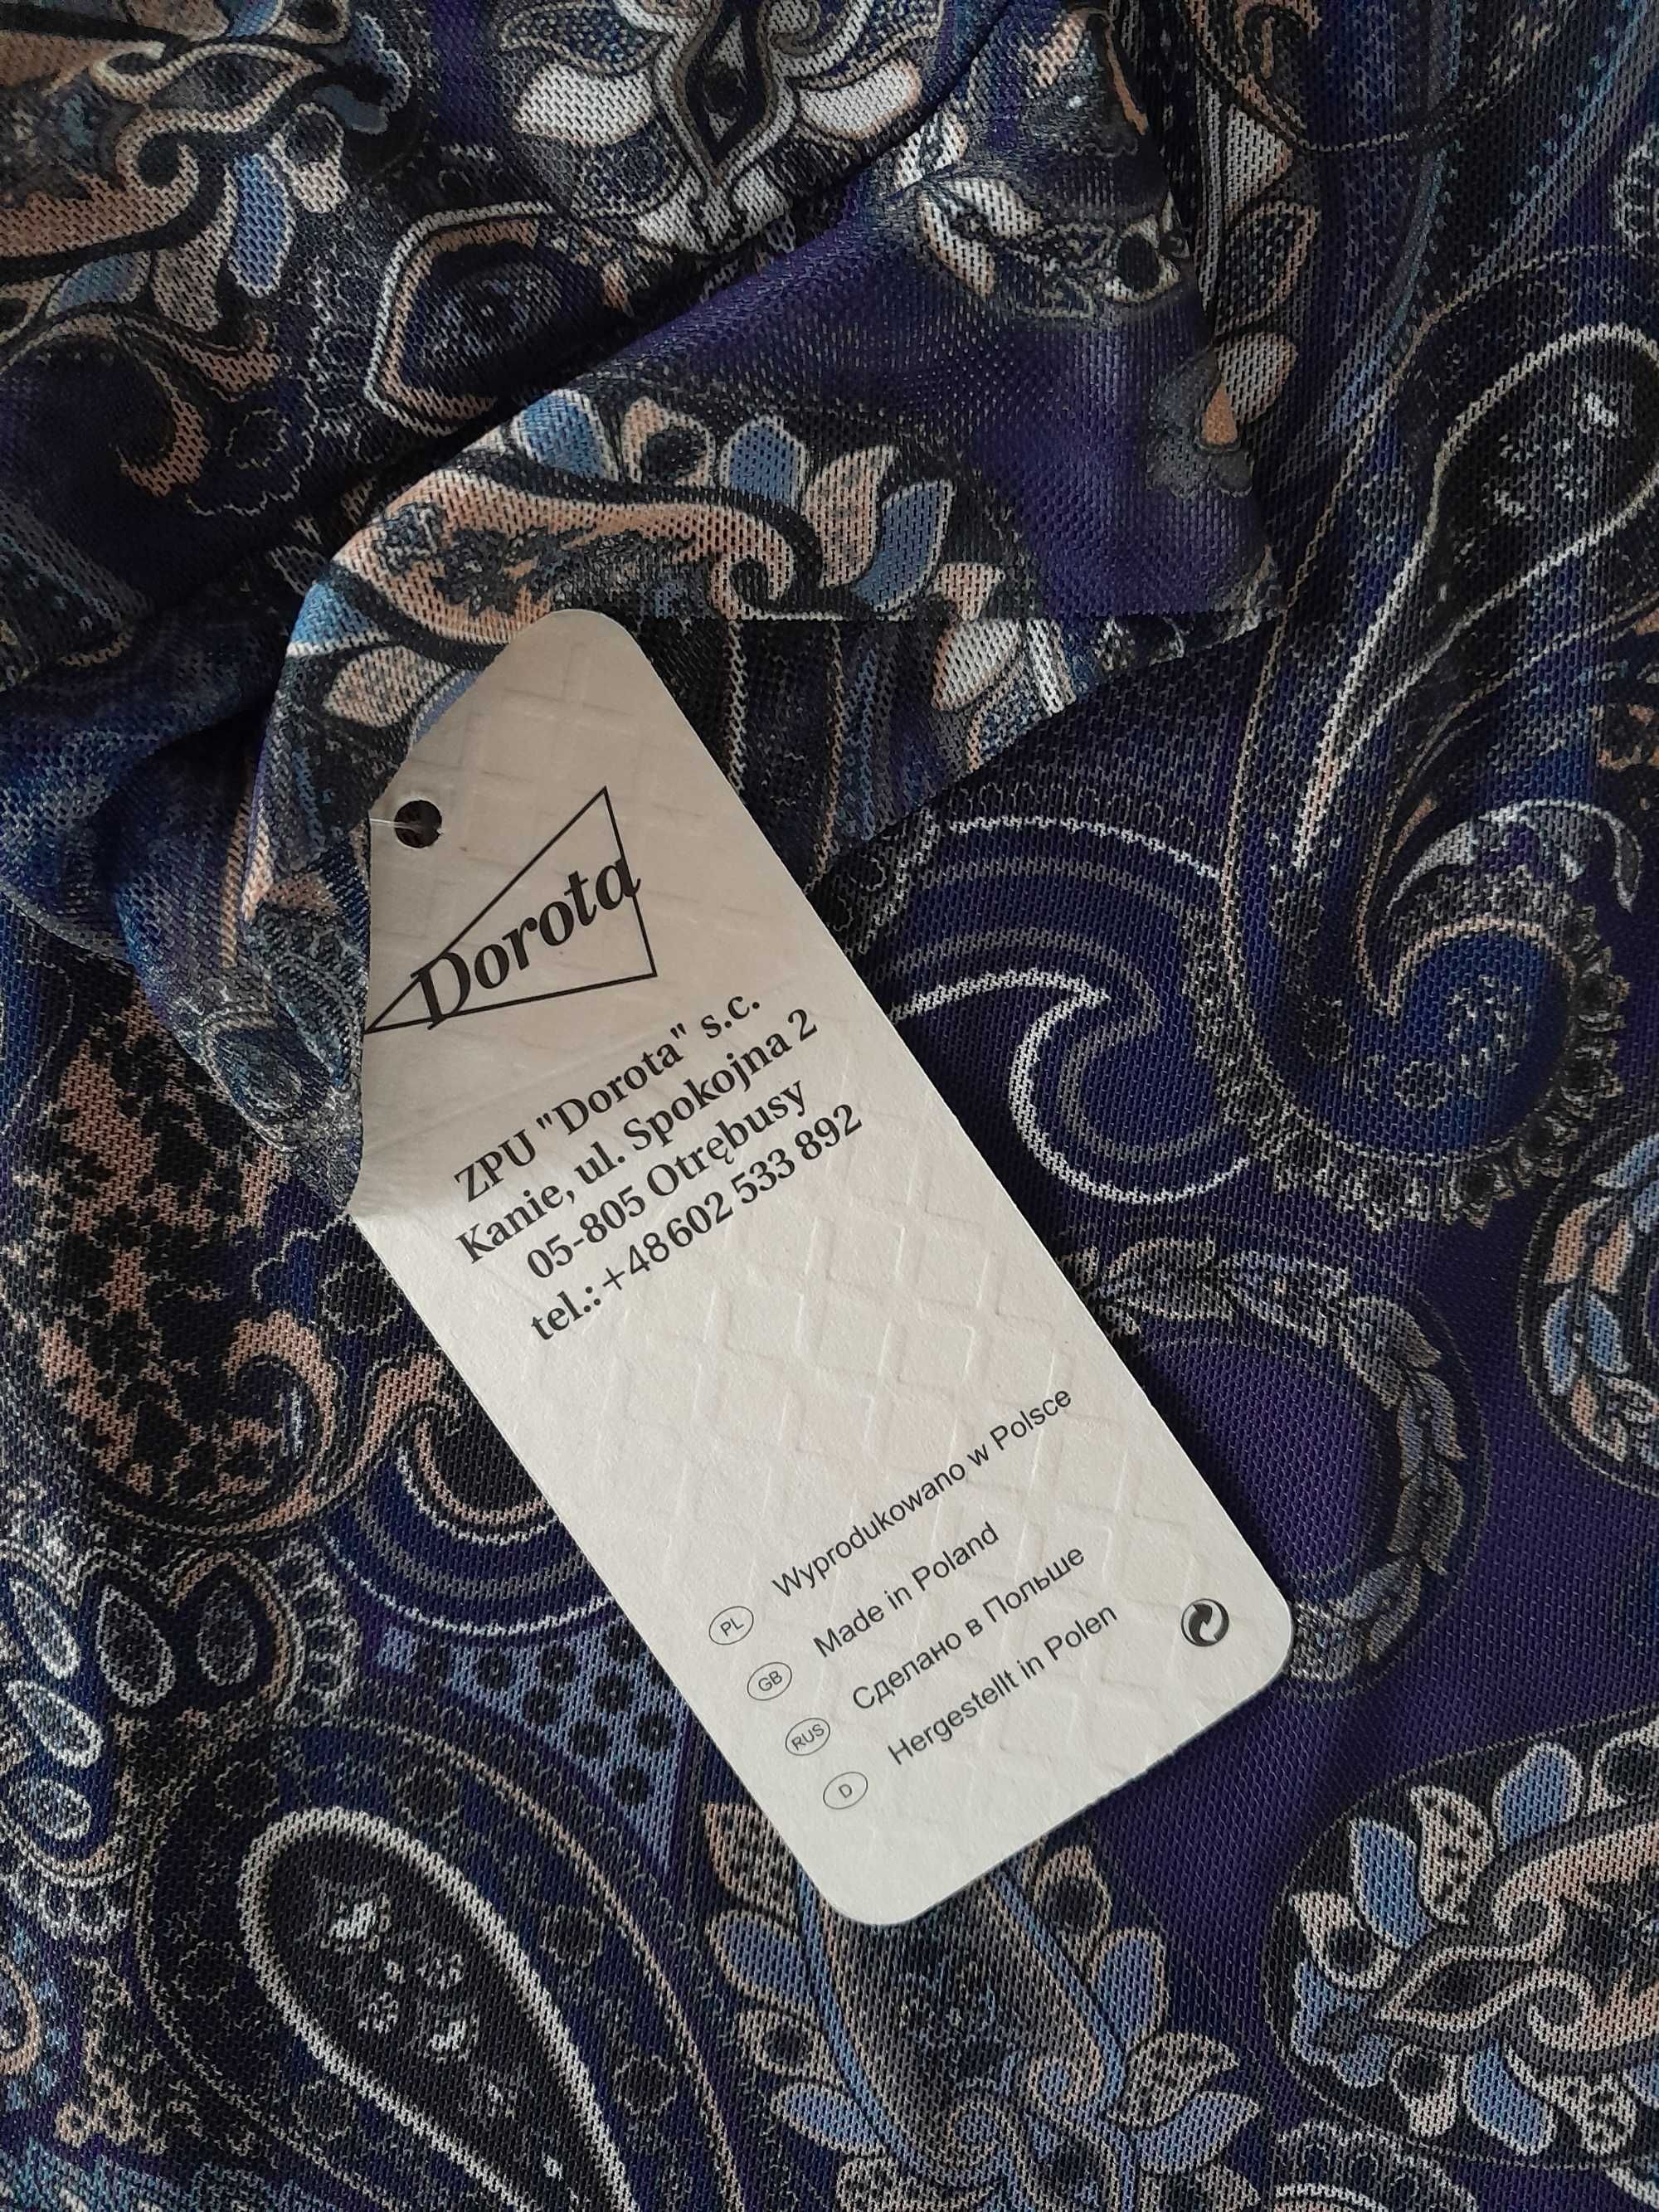 Dorota
ZPU "Dorota" s.c.
Kanie, ul. Spokojna 2
05-805 Otrębusy
tel.: +48 602 533 892
PL Wyprodukowano w Polsce
GB Made in Poland
RUS Сделано в Польше
D Hergestellt in Polen